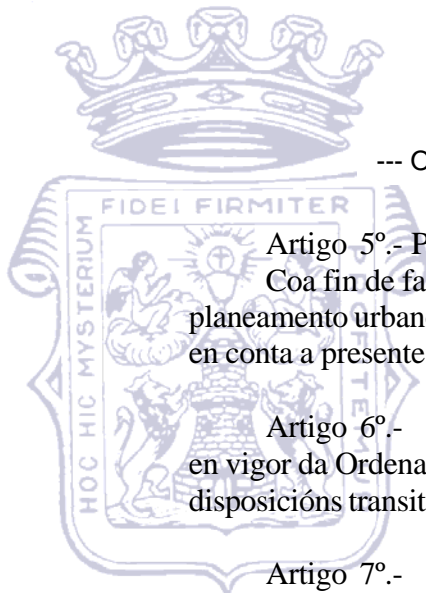 --- O
FIDEI FIRMITER
HOC HIC MYSTERIUM
Artigo 5º.- P
Coa fin de fa
planeamento urban
en conta a presente
Artigo 6º.-
en vigor da Ordena
disposicións transit
Artigo 7º.-